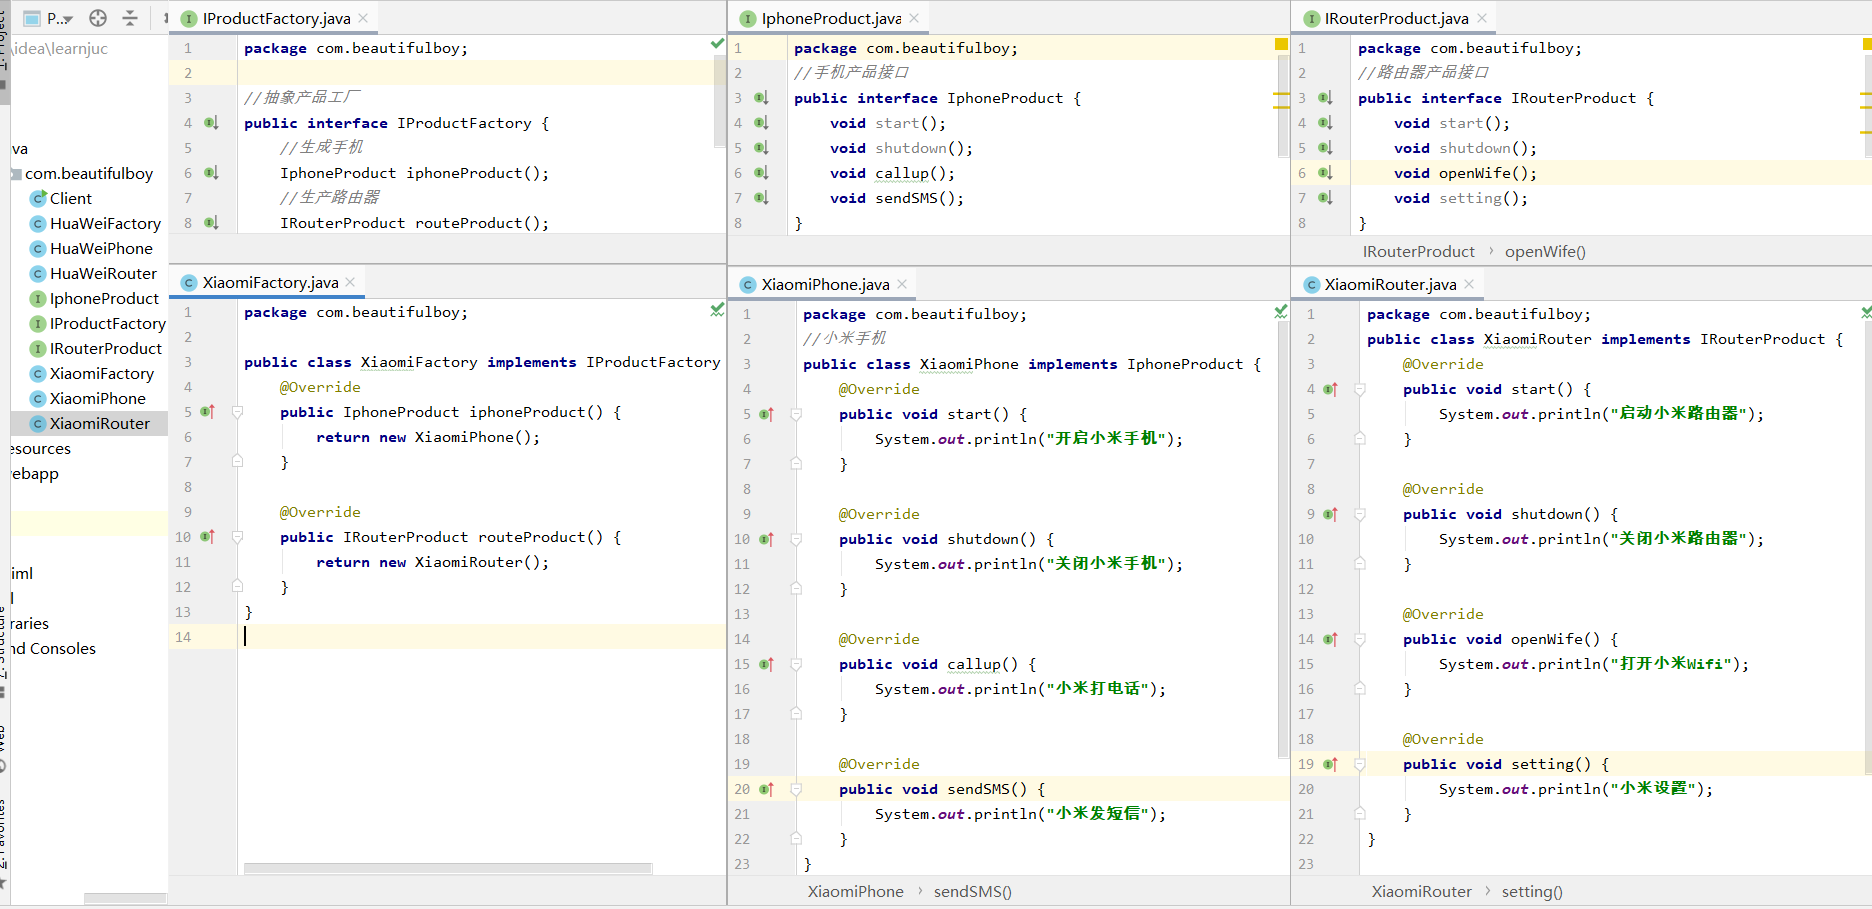 P...
\idea\learnjuc
va
com.beautifulboy
Client
HuaWeiFactory
HuaWeiPhone
HuaWeiRouter
IphoneProduct
IProductFactory
IRouterProduct
XiaomiFactory
XiaomiPhone
XiaomiRouter
esources
ebapp
iml
raries
nd Consoles
IProductFactory.java
1 package com.beautifulboy;
2
3 //抽象产品工厂
4 public interface IProductFactory {
5 //生成手机
6 IphoneProduct iphoneProduct();
7 //生产路由器
8 IRouterProduct routeProduct();
IphoneProduct.java
1 package com.beautifulboy;
2 //手机产品接口
3 public interface IphoneProduct {
4 void start();
5 void shutdown();
6 void callup();
7 void sendSMS();
8 }
IRouterProduct.java
1 package com.beautifulboy;
2 //路由器产品接口
3 public interface IRouterProduct {
4 void start();
5 void shutdown();
6 void openWife();
7 void setting();
8 }
IRouterProduct › openWife()
XiaomiFactory.java
1 package com.beautifulboy;
2
3 public class XiaomiFactory implements IProductFactory
4 @Override
5 public IphoneProduct iphoneProduct() {
6 return new XiaomiPhone();
7 }
8
9 @Override
10 public IRouterProduct routeProduct() {
11 return new XiaomiRouter();
12 }
13 }
14
XiaomiPhone.java
1 package com.beautifulboy;
2 //小米手机
3 public class XiaomiPhone implements IphoneProduct {
4 @Override
5 public void start() {
6 System.out.println("开启小米手机");
7 }
8
9 @Override
10 public void shutdown() {
11 System.out.println("关闭小米手机");
12 }
13
14 @Override
15 public void callup() {
16 System.out.println("小米打电话");
17 }
18
19 @Override
20 public void sendSMS() {
21 System.out.println("小米发短信");
22 }
23 }
XiaomiPhone › sendSMS()
XiaomiRouter.java
1 package com.beautifulboy;
2 public class XiaomiRouter implements IRouterProduct {
3 @Override
4 public void start() {
5 System.out.println("启动小米路由器");
6 }
7
8 @Override
9 public void shutdown() {
10 System.out.println("关闭小米路由器");
11 }
12
13 @Override
14 public void openWife() {
15 System.out.println("打开小米Wifi");
16 }
17
18 @Override
19 public void setting() {
20 System.out.println("小米设置");
21 }
22 }
23
XiaomiRouter › setting()